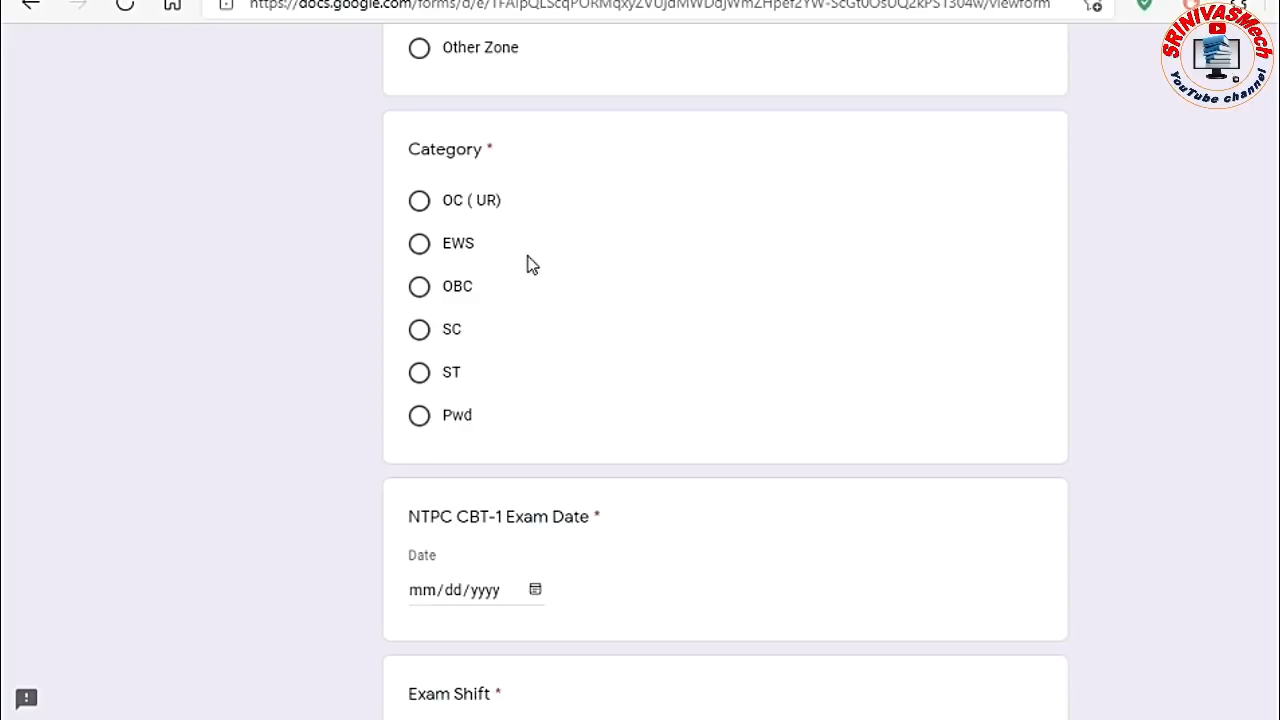 Other Zone
Category *
OC ( UR)
EWS
OBC
SC
ST
Pwd
NTPC CBT-1 Exam Date *
Date
mm/dd/yyyy
Exam Shift *
SRINIVASMech
YouTube channel